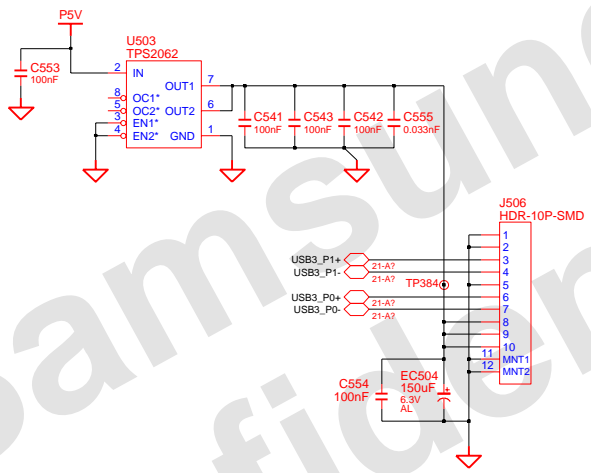 P5V
C553
100nF
U503
TPS2062
2 IN
OUT1 7
8 OC1*
5 OC2*
OUT2 6
3 EN1*
4 EN2*
GND 1
C541
100nF
C543
100nF
C542
100nF
C555
0.033nF
J506
HDR-10P-SMD
1
2
USB3_P1+ 21-A? 3
USB3_P1- 21-A? 4
TP384 5
USB3_P0+ 21-A? 6
USB3_P0- 21-A? 7
8
9
10
11 MNT1
12 MNT2
C554
100nF
EC504
150uF
6.3V
AL
+
samsung
fiden